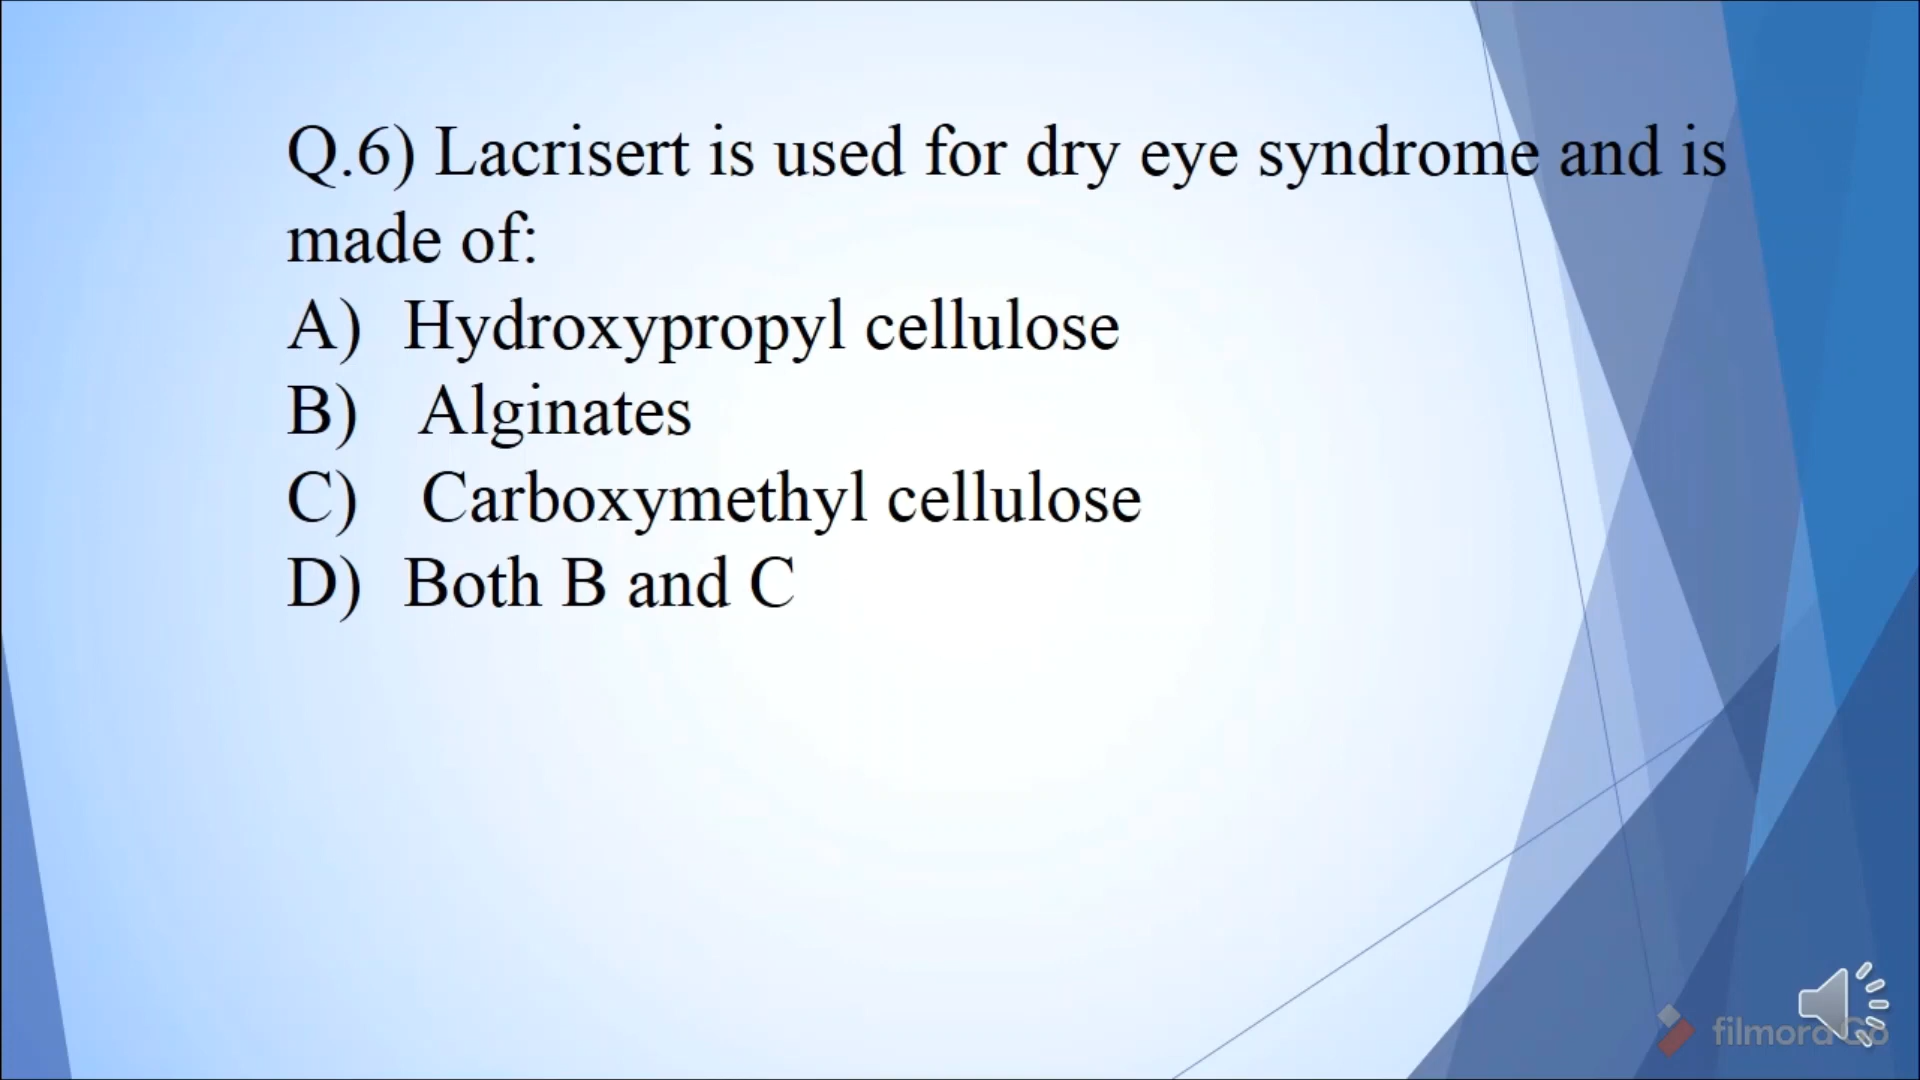 Q.6) Lacrisert is used for dry eye syndrome and is
made of:
A) Hydroxypropyl cellulose
B) Alginates
C) Carboxymethyl cellulose
D) Both B and C
filmora Go